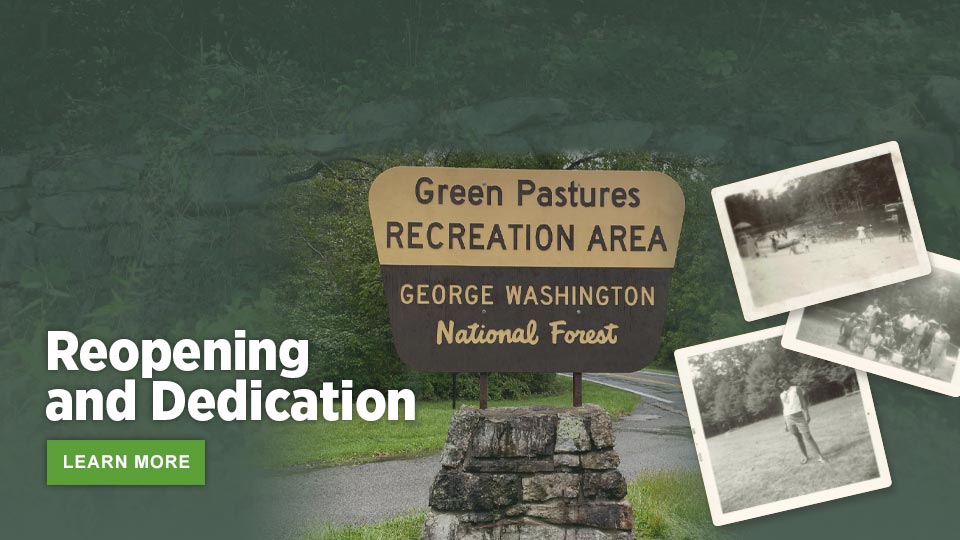 Green Pastures
RECREATION AREA
GEORGE WASHINGTON
National Forest
Reopening
and Dedication
LEARN MORE